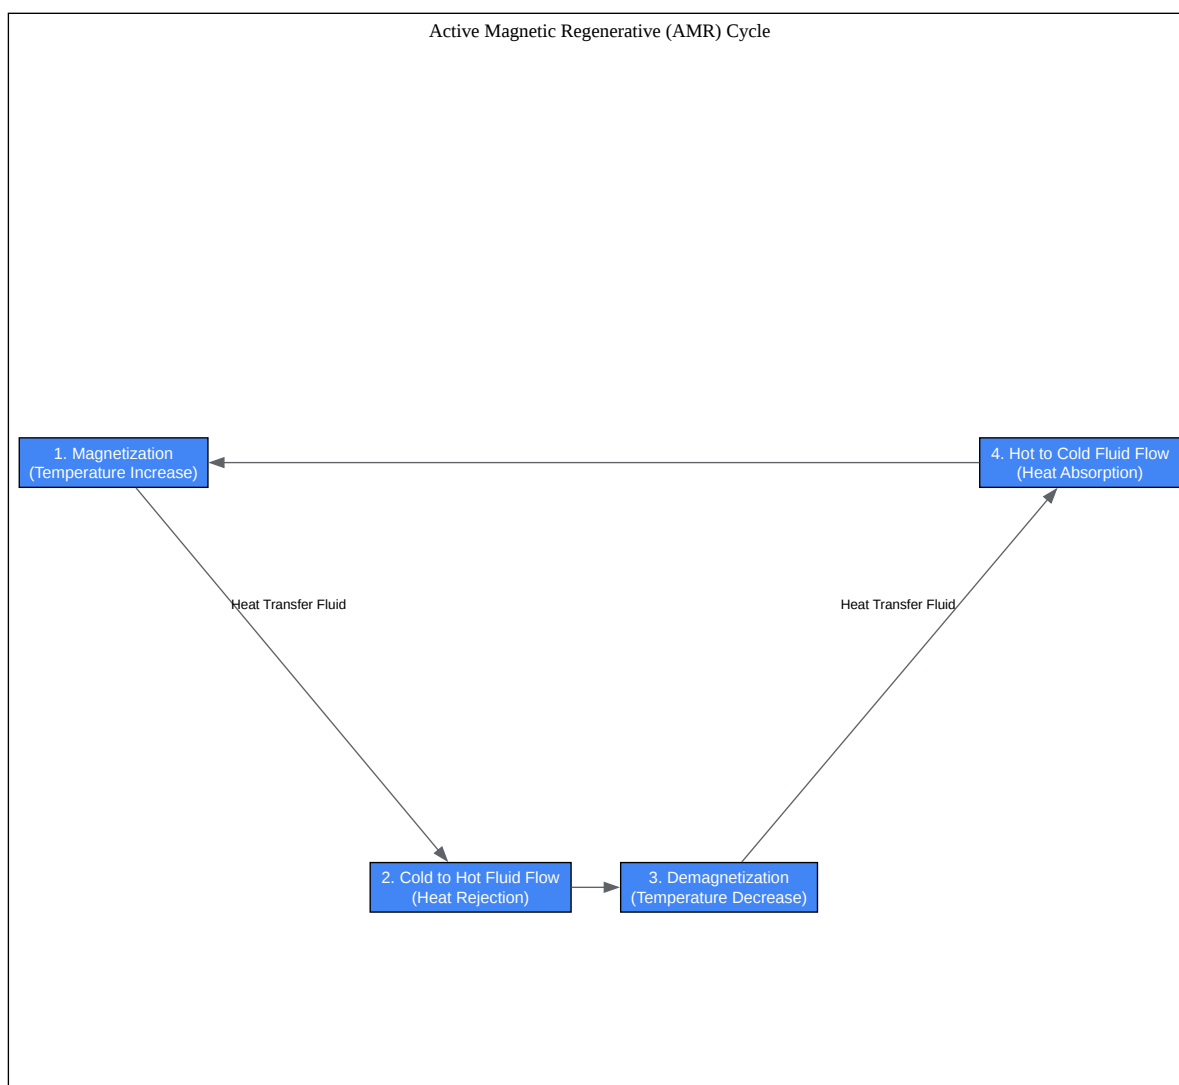 Active Magnetic Regenerative (AMR) Cycle
1. Magnetization
(Temperature Increase)
4. Hot to Cold Fluid Flow
(Heat Absorption)
Heat Transfer Fluid
Heat Transfer Fluid
2. Cold to Hot Fluid Flow
(Heat Rejection)
3. Demagnetization
(Temperature Decrease)